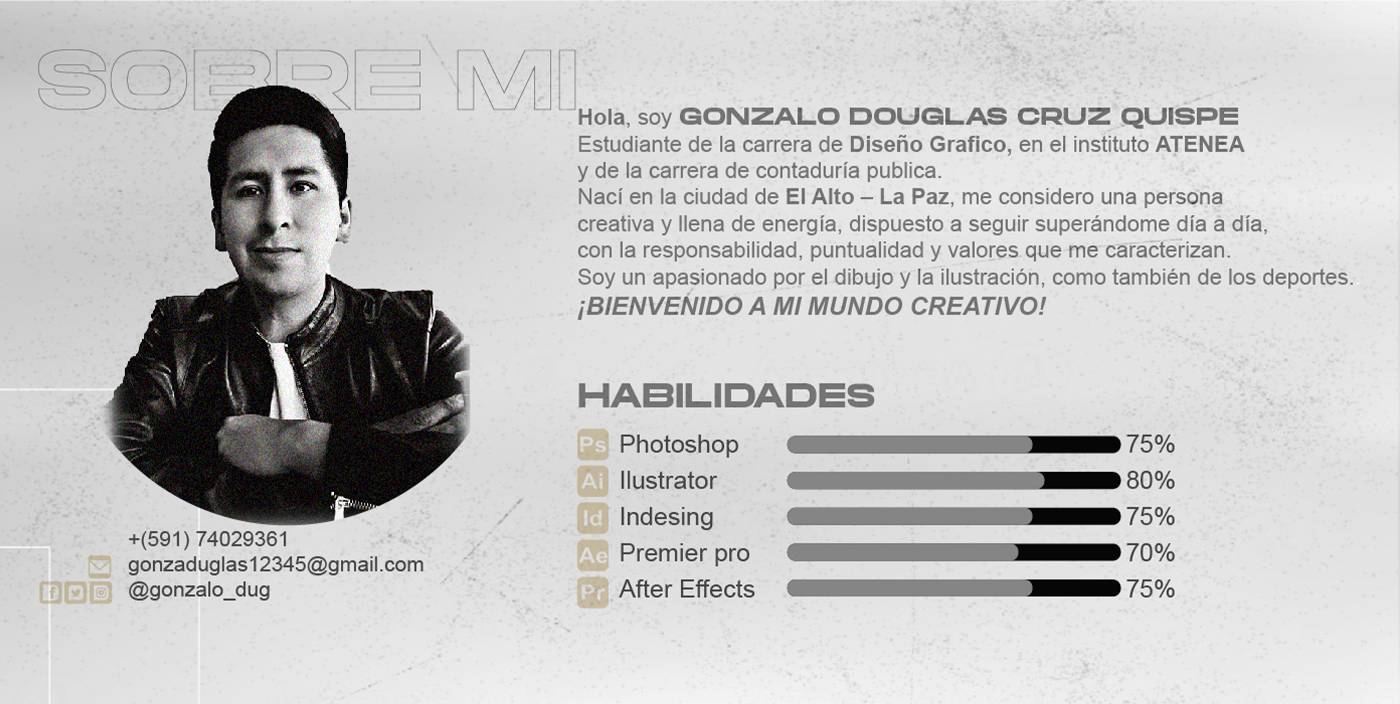 SOBRE MI
Hola, soy GONZALO DOUGLAS CRUZ QUISPE
Estudiante de la carrera de Diseño Grafico, en el instituto ATENEA
y de la carrera de contaduría publica.
Nací en la ciudad de El Alto – La Paz, me considero una persona
creativa y llena de energía, dispuesto a seguir superándome día a día,
con la responsabilidad, puntualidad y valores que me caracterizan.
Soy un apasionado por el dibujo y la ilustración, como también de los deportes.
¡BIENVENIDO A MI MUNDO CREATIVO!
HABILIDADES
Ps Photoshop 75%
Ai Ilustrator 80%
Id Indesing 75%
Ae Premier pro 70%
Pr After Effects 75%
+(591) 74029361
gonzaduglas12345@gmail.com
@gonzalo_dug